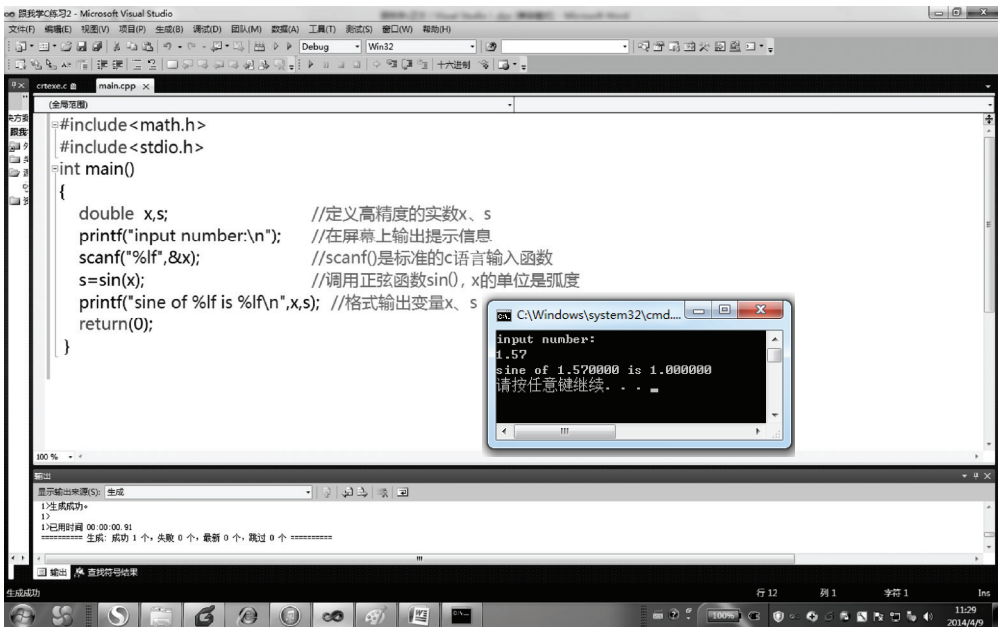 跟我学C练习2 - Microsoft Visual Studio
文件(F) 编辑(E) 视图(V) 项目(P) 生成(B) 调试(D) 团队(M) 数据(A) 工具(T) 测试(S) 窗口(W) 帮助(H)
Debug Win32
十六进制
crtexe.c main.cpp ×
(全局范围)
#include<math.h>
#include<stdio.h>
int main()
{
double x,s; //定义高精度的实数x、s
printf("input number:\n"); //在屏幕上输出提示信息
scanf("%lf",&x); //scanf()是标准的c语言输入函数
s=sin(x); //调用正弦函数sin(), x的单位是弧度
printf("sine of %lf is %lf\n",x,s); //格式输出变量x、s
return(0);
}
C:\Windows\system32\cmd....
input number:
1.57
sine of 1.570000 is 1.000000
请按任意键继续. . .
100 %
输出
显示输出来源(S): 生成
1>生成成功。
1>
1>已用时间 00:00:00.91
========== 生成: 成功 1 个，失败 0 个，最新 0 个，跳过 0 个 ==========
输出 查找符号结果
生成成功 行 12 列 1 字符 1 Ins
100% 11:29
2014/4/9